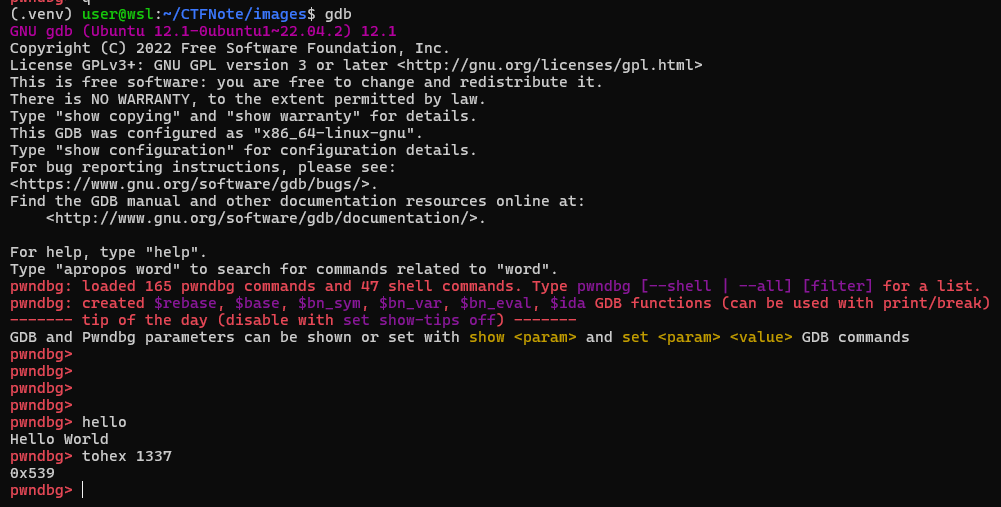 (.venv) user@wsl:~/CTFNote/images$ gdb
GNU gdb (Ubuntu 12.1-0ubuntu1~22.04.2) 12.1
Copyright (C) 2022 Free Software Foundation, Inc.
License GPLv3+: GNU GPL version 3 or later <http://gnu.org/licenses/gpl.html>
This is free software: you are free to change and redistribute it.
There is NO WARRANTY, to the extent permitted by law.
Type "show copying" and "show warranty" for details.
This GDB was configured as "x86_64-linux-gnu".
Type "show configuration" for configuration details.
For bug reporting instructions, please see:
<https://www.gnu.org/software/gdb/bugs/>.
Find the GDB manual and other documentation resources online at:
    <http://www.gnu.org/software/gdb/documentation/>.

For help, type "help".
Type "apropos word" to search for commands related to "word".
pwndbg: loaded 165 pwndbg commands and 47 shell commands. Type pwndbg [--shell | --all] [filter] for a list.
pwndbg: created $rebase, $base, $bn_sym, $bn_var, $bn_eval, $ida GDB functions (can be used with print/break)
------- tip of the day (disable with set show-tips off) -------
GDB and Pwndbg parameters can be shown or set with show <param> and set <param> <value> GDB commands
pwndbg>
pwndbg>
pwndbg>
pwndbg>
pwndbg> hello
Hello World
pwndbg> tohex 1337
0x539
pwndbg>